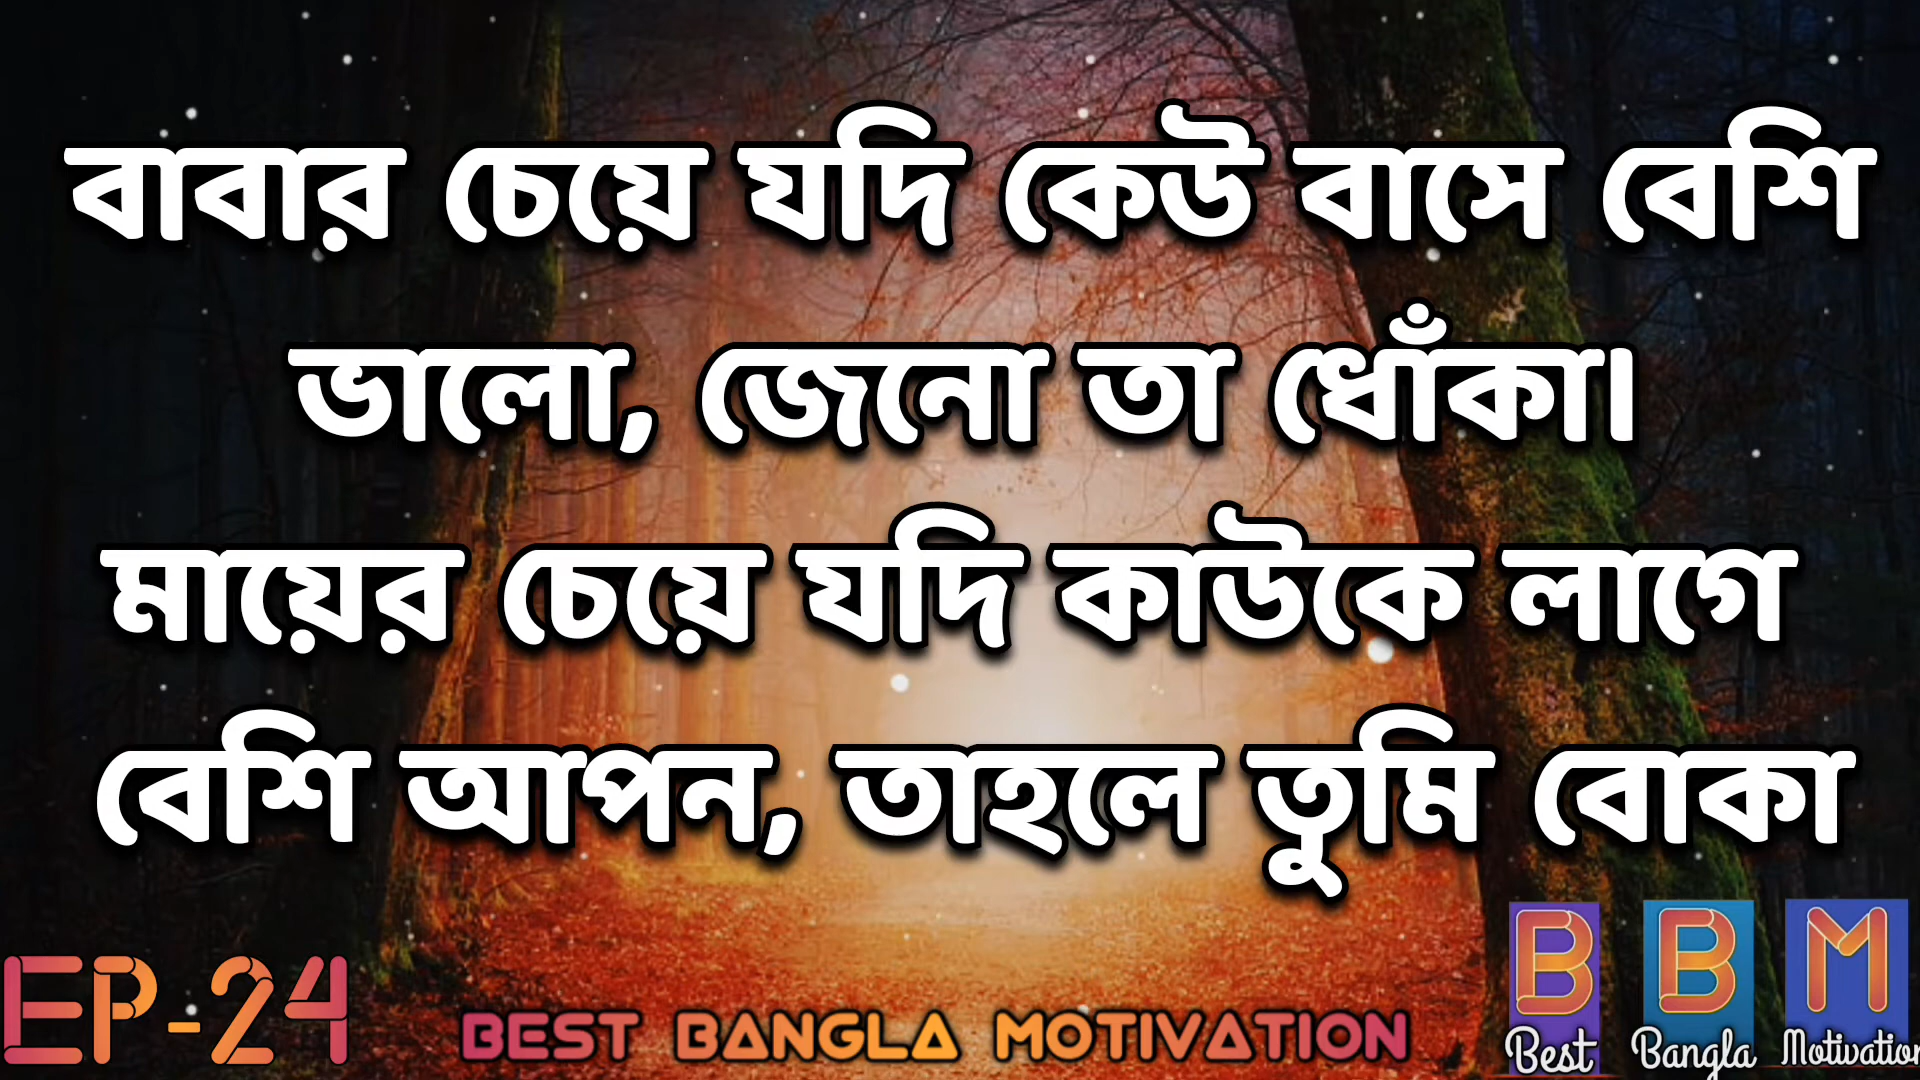 বাবার চেয়ে যদি কেউ বাসে বেশি
ভালো, জেনো তা ধোঁকা।
মায়ের চেয়ে যদি কাউকে লাগে
বেশি আপন, তাহলে তুমি বোকা
EP-24
BEST BANGLA MOTIVATION
B B M
Best Bangla Motivation